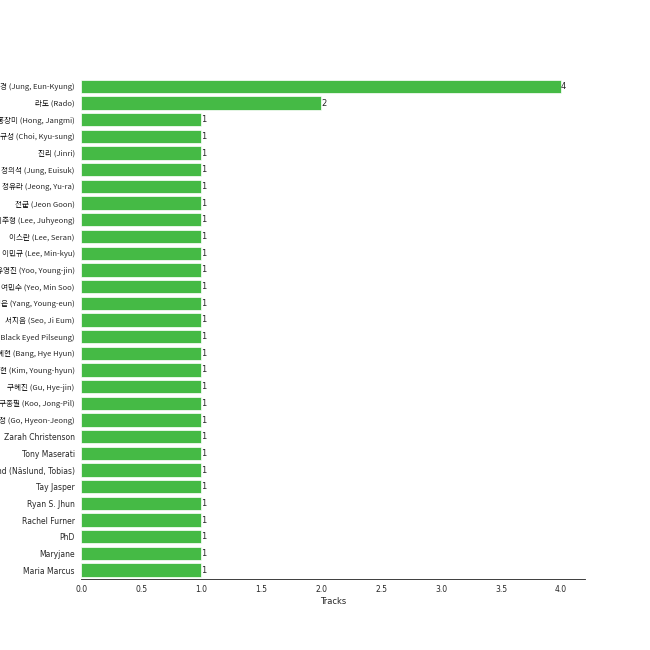 경 (Jung, Eun-Kyung) 4
라도 (Rado) 2
홍장미 (Hong, Jangmi) 1
규성 (Choi, Kyu-sung) 1
진리 (Jinri) 1
정의석 (Jung, Euisuk) 1
정유라 (Jeong, Yu-ra) 1
전군 (Jeon Goon) 1
이주형 (Lee, Juhyeong) 1
이스란 (Lee, Seran) 1
이민규 (Lee, Min-kyu) 1
유영진 (Yoo, Young-jin) 1
여민수 (Yeo, Min Soo) 1
은 (Yang, Young-eun) 1
서지음 (Seo, Ji Eum) 1
Black Eyed Pilseung) 1
혜현 (Bang, Hye Hyun) 1
현 (Kim, Young-hyun) 1
구혜진 (Gu, Hye-jin) 1
구종필 (Koo, Jong-Pil) 1
정 (Go, Hyeon-Jeong) 1
Zarah Christenson 1
Tony Maserati 1
nd (Näslund, Tobias) 1
Tay Jasper 1
Ryan S. Jhun 1
Rachel Furner 1
PhD 1
Maryjane 1
Maria Marcus 1
0.0 0.5 1.0 1.5 2.0 2.5 3.0 3.5 4.0
Tracks